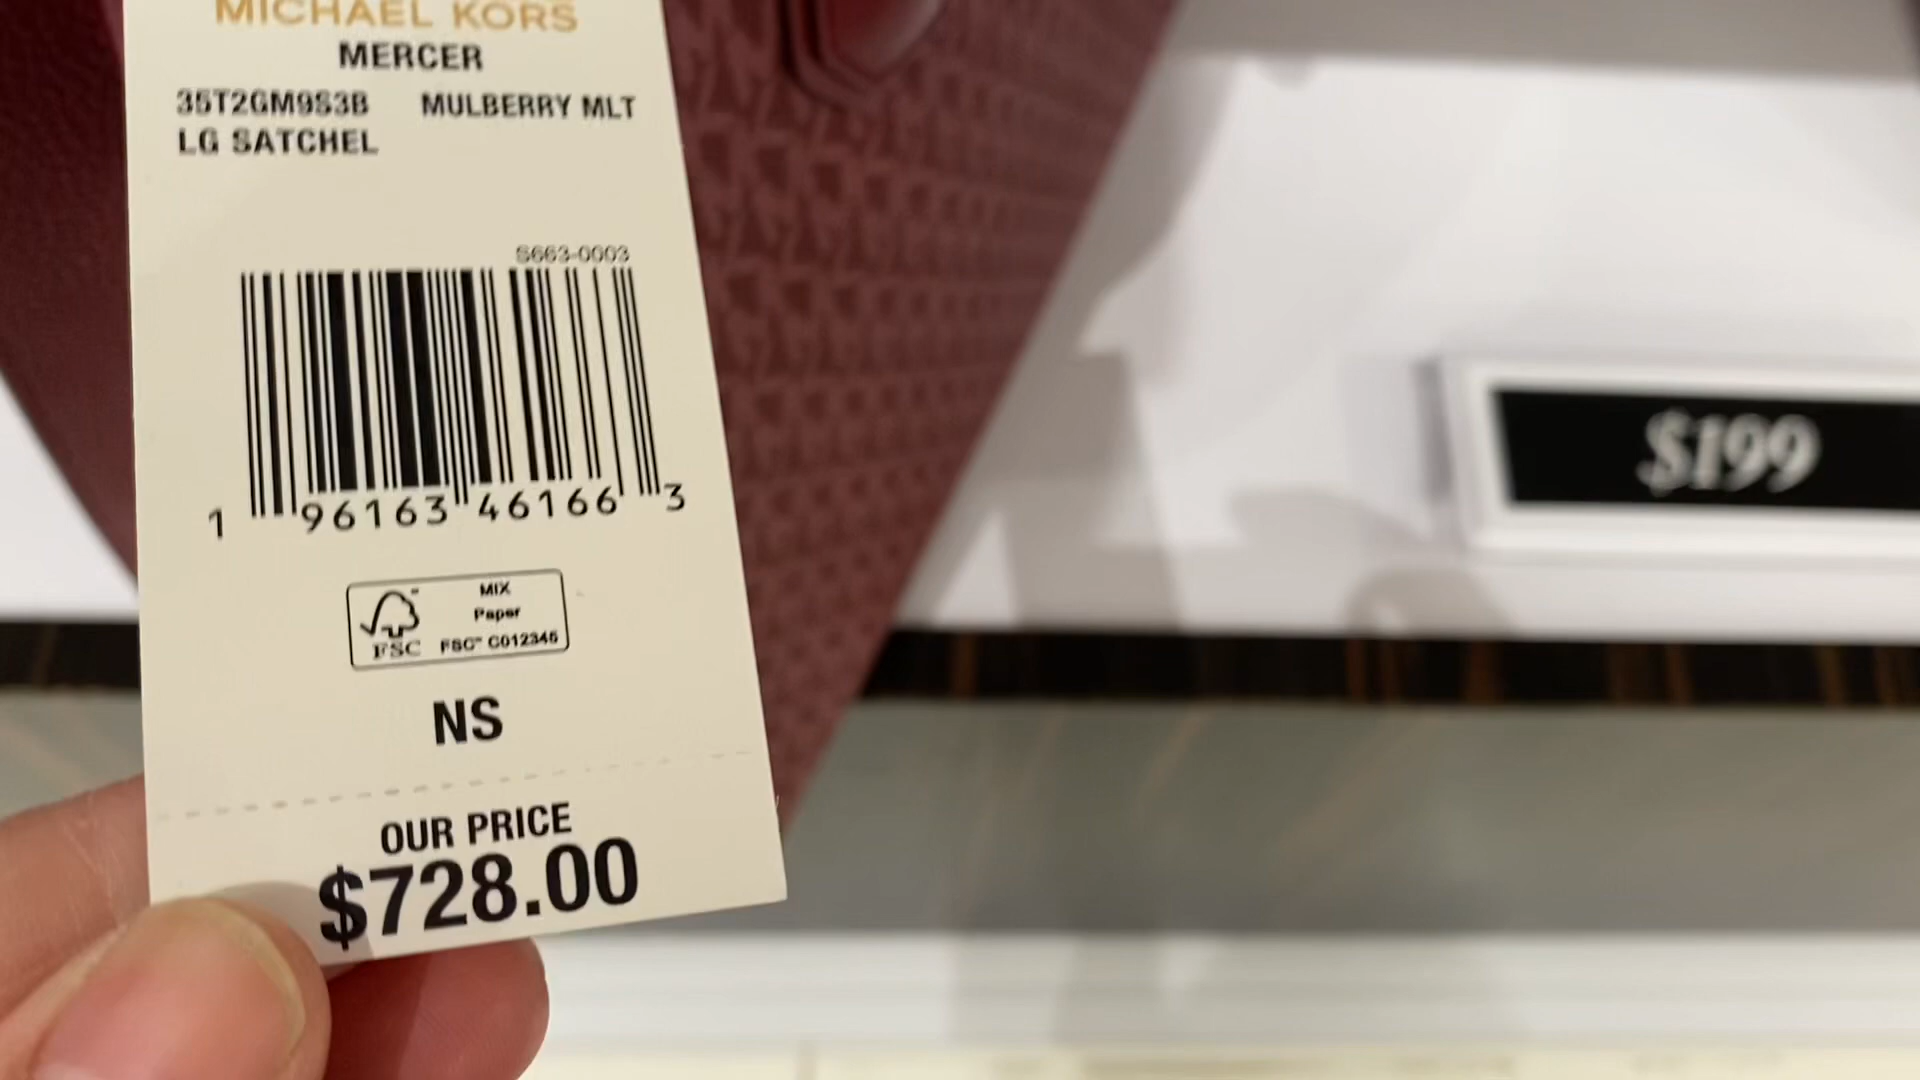 MICHAEL KORS
MERCER
35T2GM9S3B MULBERRY MLT
LG SATCHEL
S663-0003
1 96163 46166 3
MIX
Paper
FSC FSC™ C012345
NS
OUR PRICE
$728.00
$199